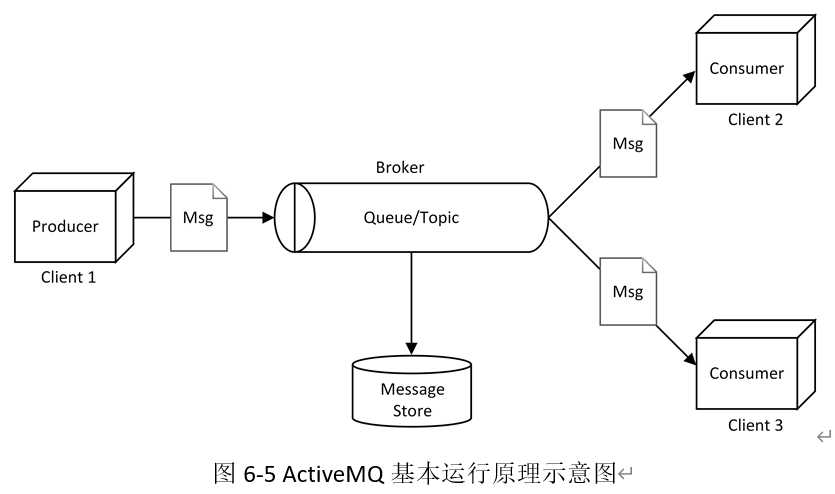 Consumer
Client 2
Msg
Broker
Producer
Msg
Queue/Topic
Client 1
Msg
Consumer
Client 3
Message
Store
图 6-5 ActiveMQ 基本运行原理示意图